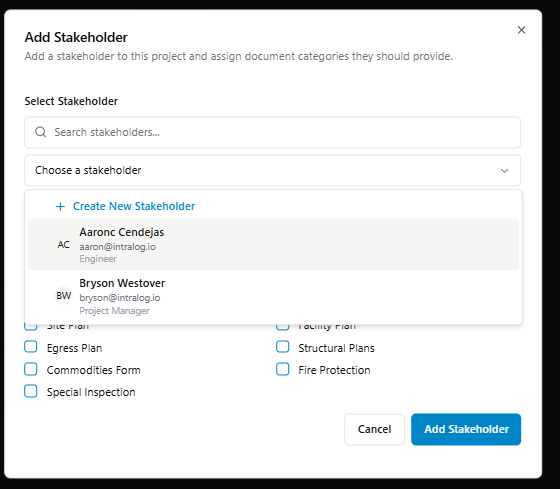 Add Stakeholder
Add a stakeholder to this project and assign document categories they should provide.
Select Stakeholder
Search stakeholders...
Choose a stakeholder
+ Create New Stakeholder
AC
Aaronc Cendejas
aaron@intralog.io
Engineer
BW
Bryson Westover
bryson@intralog.io
Project Manager
Site Plan
Facility Plan
Egress Plan
Structural Plans
Commodities Form
Fire Protection
Special Inspection
Cancel
Add Stakeholder